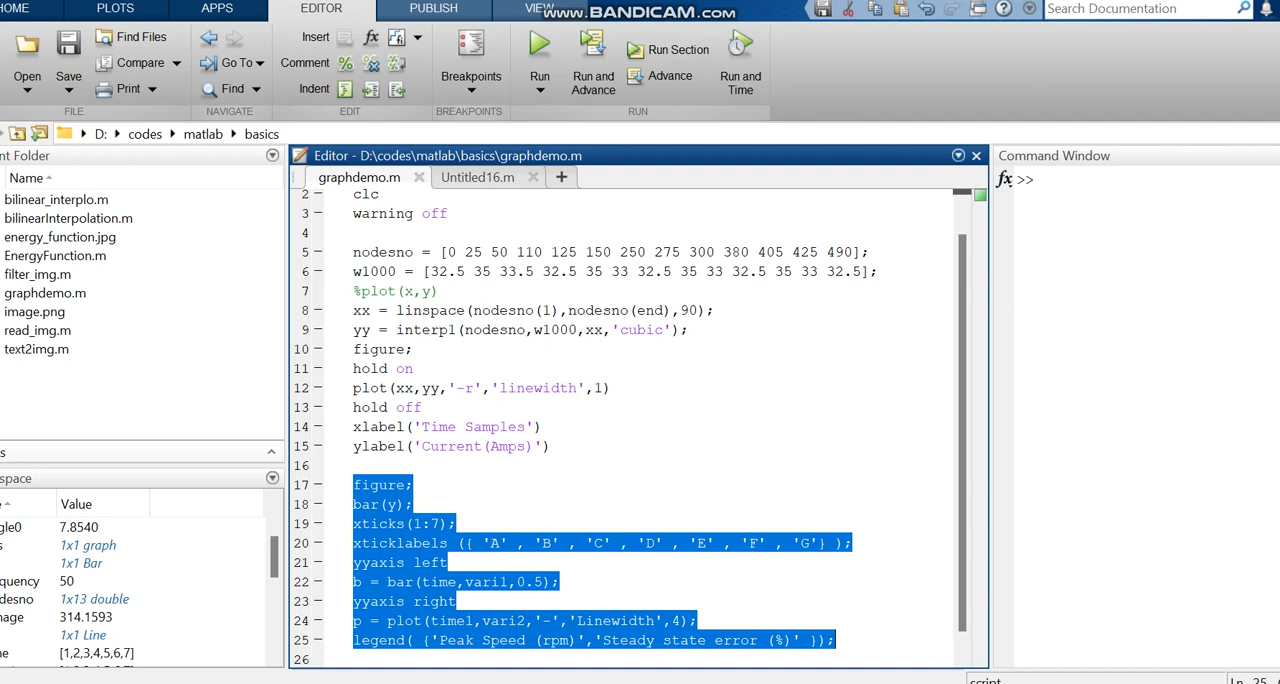 HOME PLOTS APPS EDITOR PUBLISH VIEW
www.BANDICAM.com
Search Documentation
Find Files
Compare
Print
Open Save
FILE
Go To
Find
NAVIGATE
Insert
Comment
Indent
EDIT
Breakpoints
BREAKPOINTS
Run
Run and Advance
Run Section
Advance
Run and Time
RUN
D: codes matlab basics
nt Folder
Name
bilinear_interplo.m
bilinearInterpolation.m
energy_function.jpg
EnergyFunction.m
filter_img.m
graphdemo.m
image.png
read_img.m
text2img.m
s
space
Value
gle0 7.8540
s 1x1 graph
1x1 Bar
quency 50
desno 1x13 double
nage 314.1593
1x1 Line
ne [1,2,3,4,5,6,7]
Editor - D:\codes\matlab\basics\graphdemo.m
graphdemo.m Untitled16.m
2 clc
3 warning off
4
5 nodesno = [0 25 50 110 125 150 250 275 300 380 405 425 490];
6 w1000 = [32.5 35 33.5 32.5 35 33 32.5 35 33 32.5 35 33 32.5];
7 %plot(x,y)
8 xx = linspace(nodesno(1),nodesno(end),90);
9 yy = interp1(nodesno,w1000,xx,'cubic');
10 figure;
11 hold on
12 plot(xx,yy,'-r','linewidth',1)
13 hold off
14 xlabel('Time Samples')
15 ylabel('Current(Amps)')
16
17 figure;
18 bar(y);
19 xticks(1:7);
20 xticklabels ({ 'A' , 'B' , 'C' , 'D' , 'E' , 'F' , 'G'} );
21 yyaxis left
22 b = bar(time,vari1,0.5);
23 yyaxis right
24 p = plot(time1,vari2,'-','Linewidth',4);
25 legend( {'Peak Speed (rpm)','Steady state error (%)' });
26
Command Window
fx >>
script
Ln 25